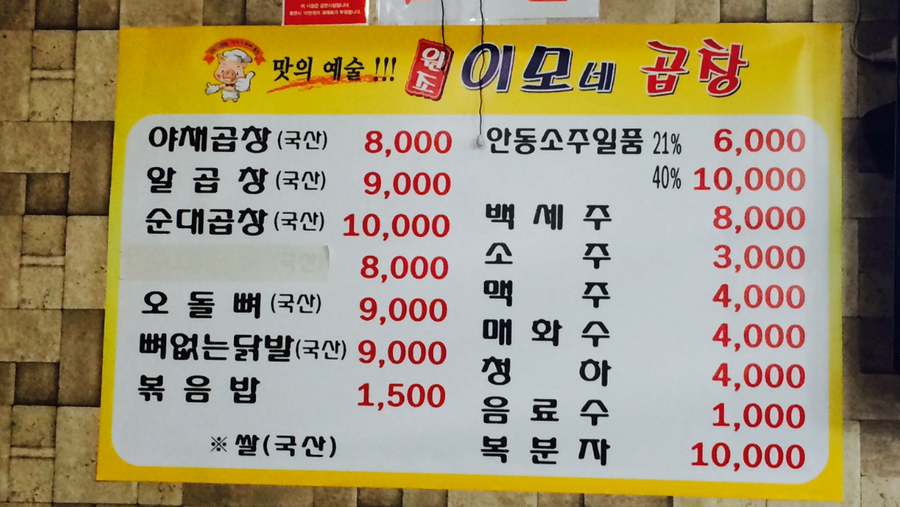 맛의 예술 !!! 원조 이모네 곱창
야채곱창 (국산) 8,000
알 곱 창 (국산) 9,000
순대곱창 (국산) 10,000
8,000
오 돌 뼈 (국산) 9,000
뼈없는닭발(국산) 9,000
볶 음 밥 1,500
※ 쌀(국산)
안동소주일품 21% 6,000
40% 10,000
백 세 주 8,000
소 주 3,000
맥 주 4,000
매 화 수 4,000
청 하 4,000
음 료 수 1,000
복 분 자 10,000